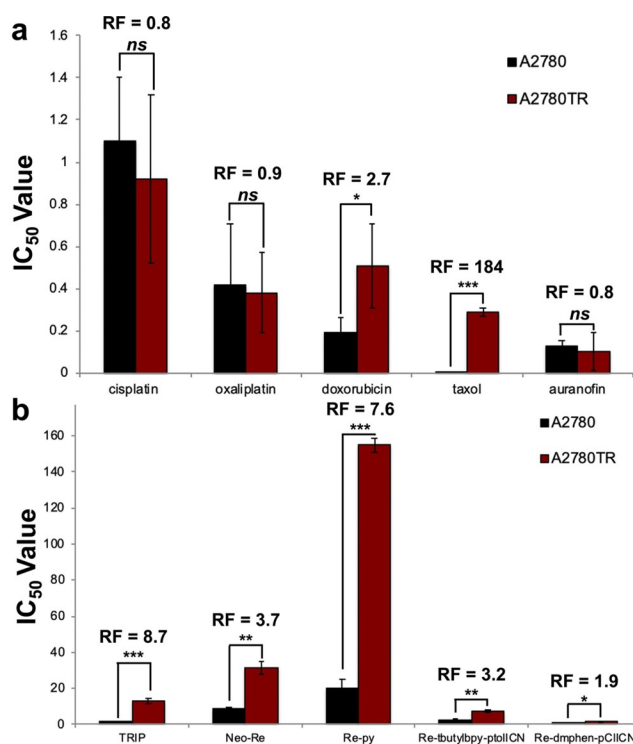 a
RF = 0.8
ns
RF = 0.9
ns
RF = 2.7
*
RF = 184
***
RF = 0.8
ns
A2780
A2780TR
IC50 Value
1.6
1.4
1.2
1
0.8
0.6
0.4
0.2
0
cisplatin oxaliplatin doxorubicin taxol auranofin
b
RF = 8.7
***
RF = 3.7
**
RF = 7.6
***
RF = 3.2
**
RF = 1.9
*
A2780
A2780TR
IC50 Value
160
140
120
100
80
60
40
20
0
TRIP Neo-Re Re-py Re-tbutylbpy-ptolICN Re-dmphen-pClICN